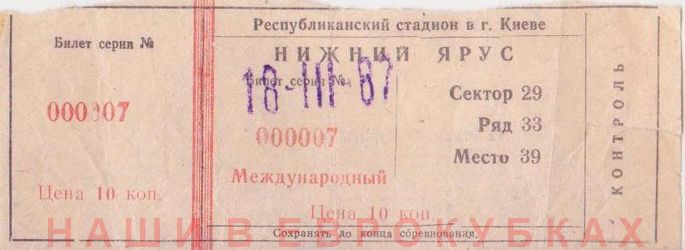 Билет серии №
000007
Цена 10 коп.
Республиканский стадион в г. Киеве
НИЖНИЙ ЯРУС
Билет серии №
18-III-87
000007
Международный
Цена 10 коп.
Сектор 29
Ряд 33
Место 39
Сохранять до конца соревнования.
КОНТРОЛЬ
НАШИ В ЕВРОКУБКАХ